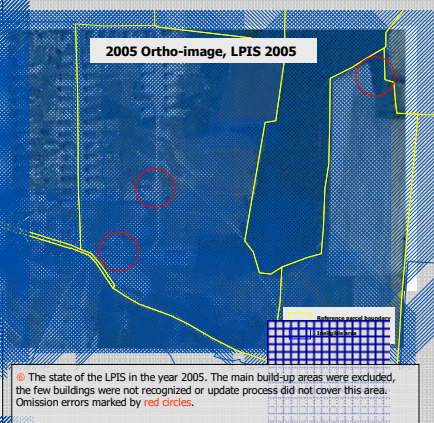 2005 Ortho-image, LPIS 2005
Reference parcel boundary
Ineligible area
© The state of the LPIS in the year 2005. The main build-up areas were excluded,
the few buildings were not recognized or update process did not cover this area.
Omission errors marked by red circles.